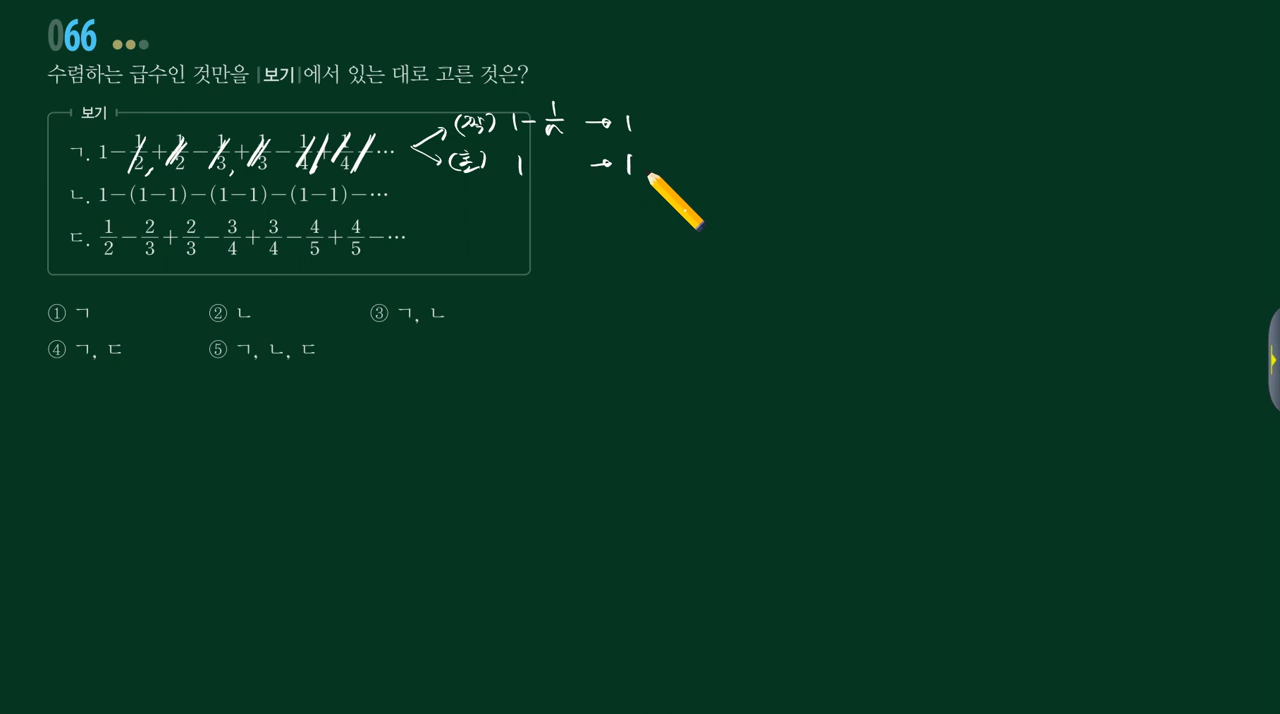 066
수렴하는 급수인 것만을 |보기|에서 있는 대로 고른 것은?
보기
ㄱ. 1-1/2+1/2-1/3+1/3-1/4+1/4-⋯
(짝) 1-1/n → 1
(홀) 1 → 1
ㄴ. 1-(1-1)-(1-1)-(1-1)-⋯
ㄷ. 1/2-2/3+2/3-3/4+3/4-4/5+4/5-⋯
① ㄱ ② ㄴ ③ ㄱ, ㄴ
④ ㄱ, ㄷ ⑤ ㄱ, ㄴ, ㄷ